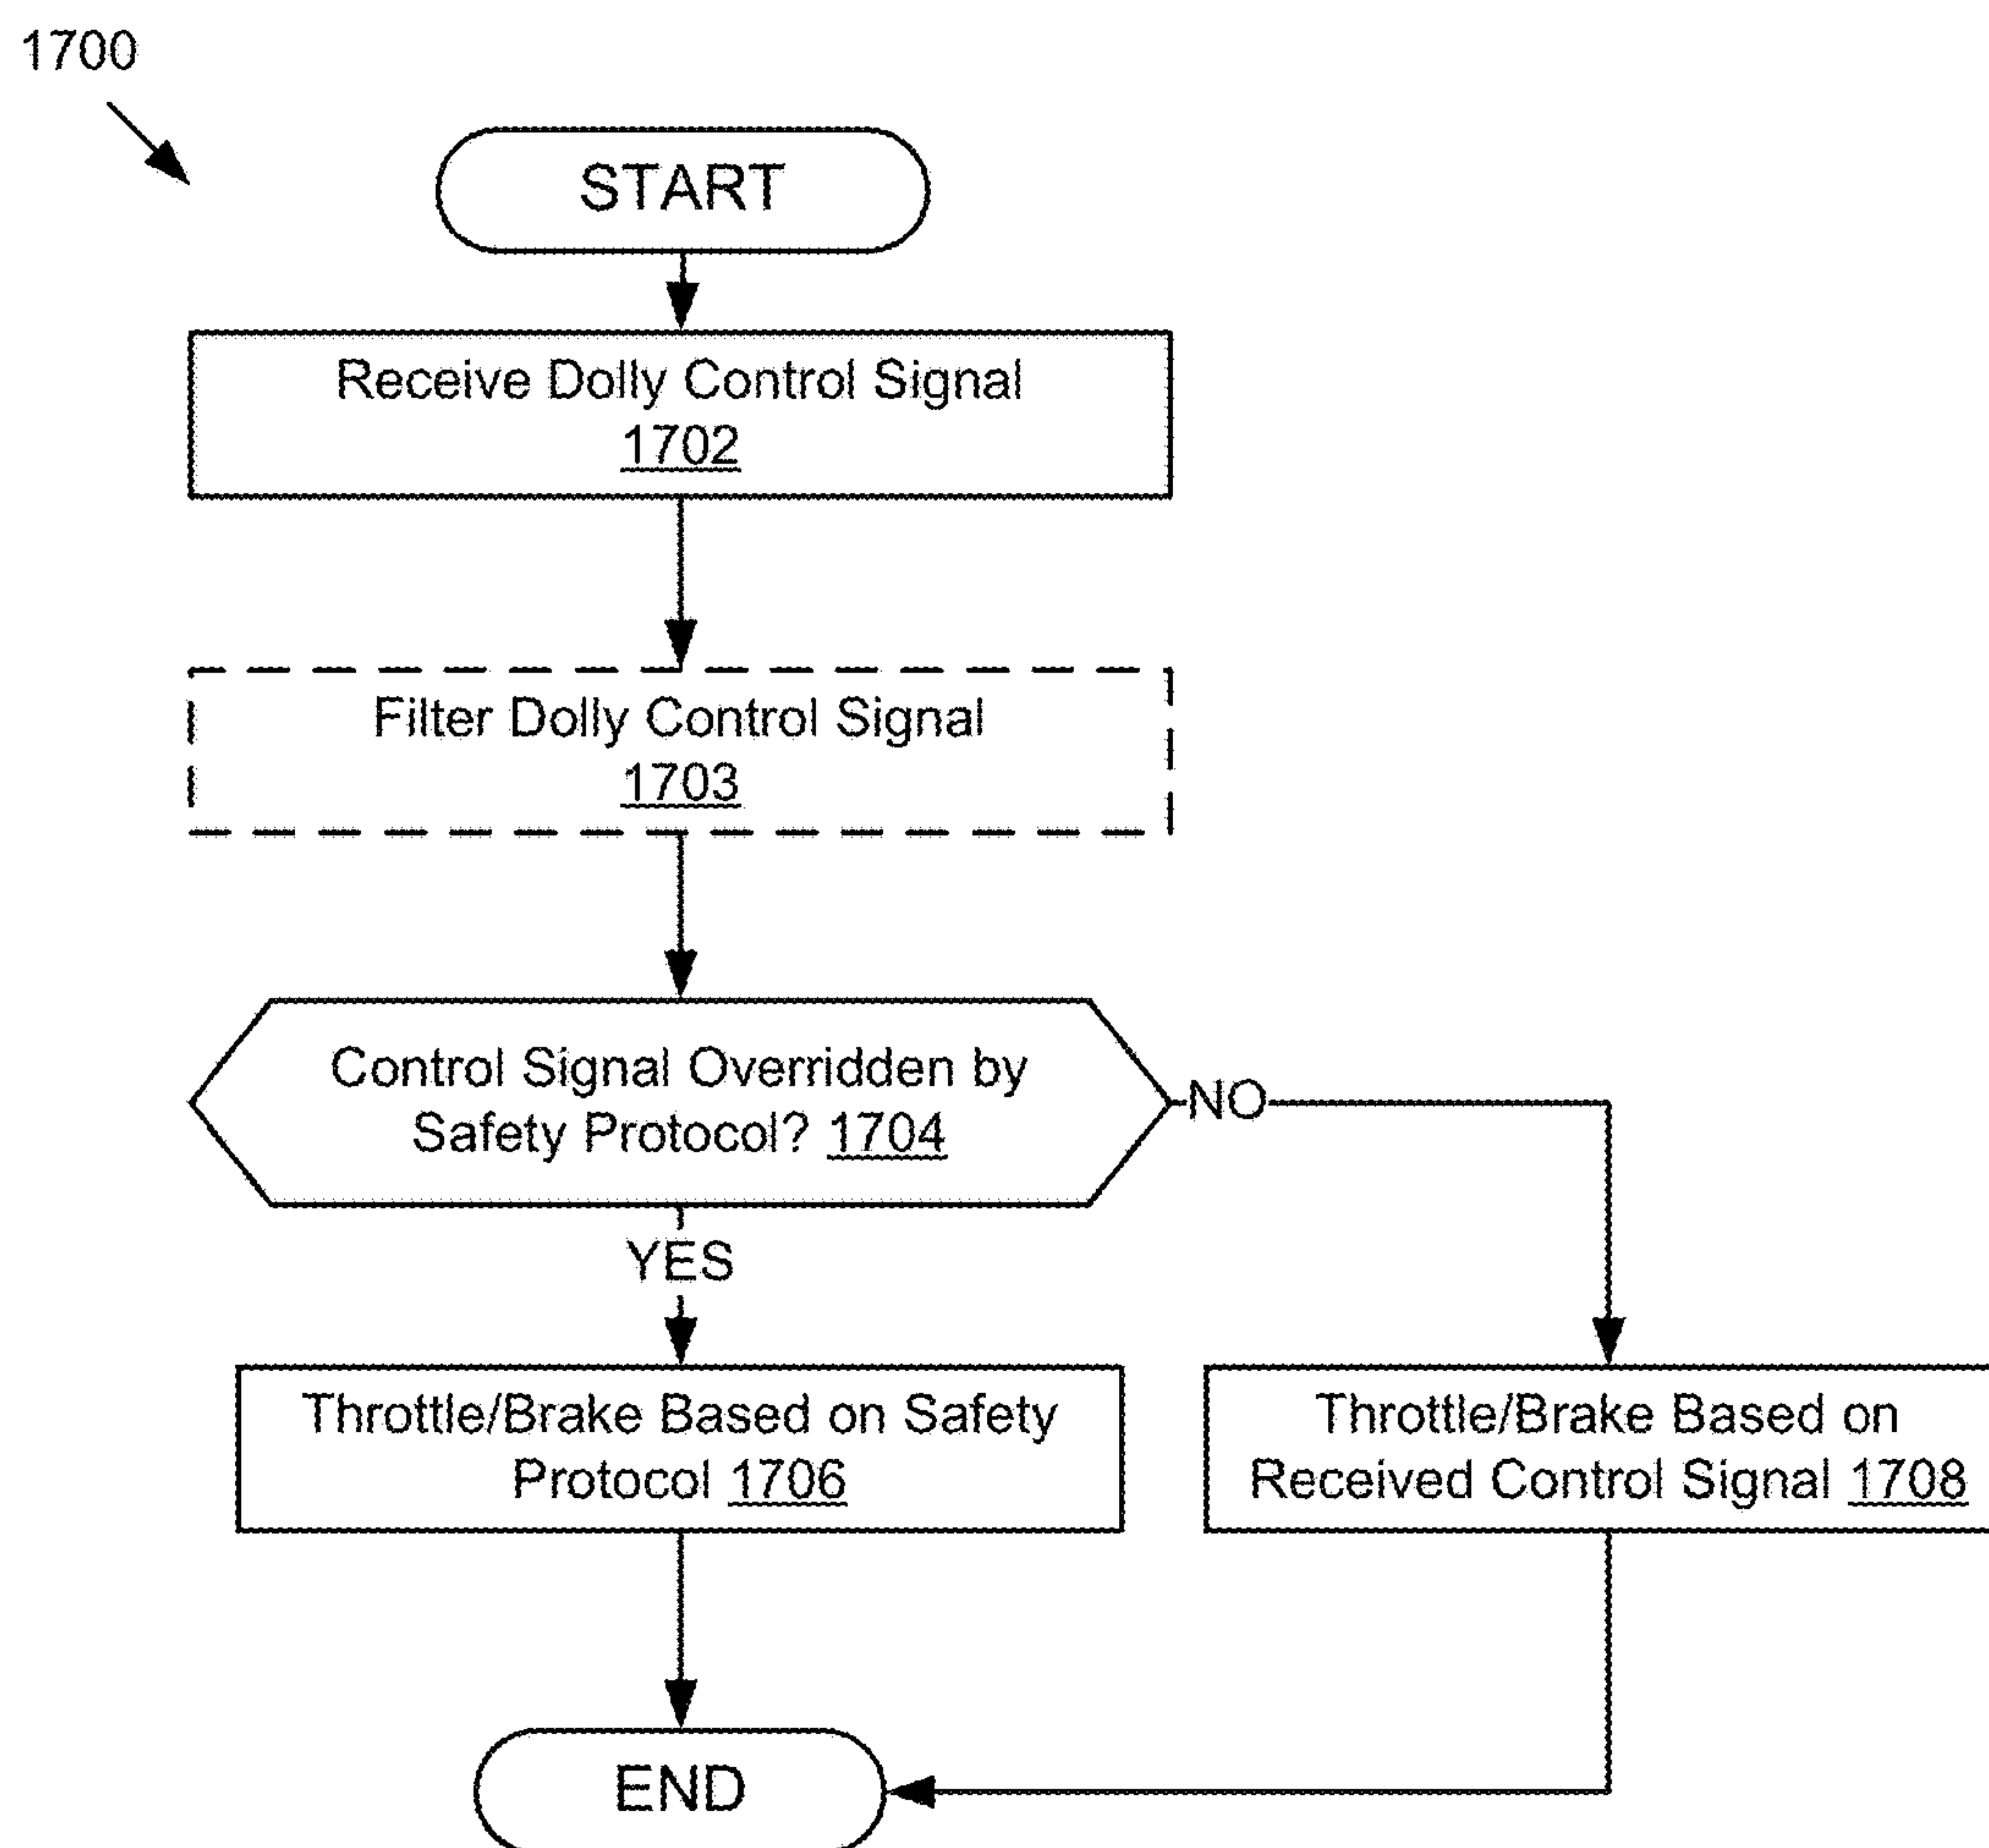 1700
START
Receive Dolly Control Signal
1702
Filter Dolly Control Signal
1703
Control Signal Overridden by
Safety Protocol? 1704
NO
YES
Throttle/Brake Based on Safety
Protocol 1706
Throttle/Brake Based on
Received Control Signal 1708
END